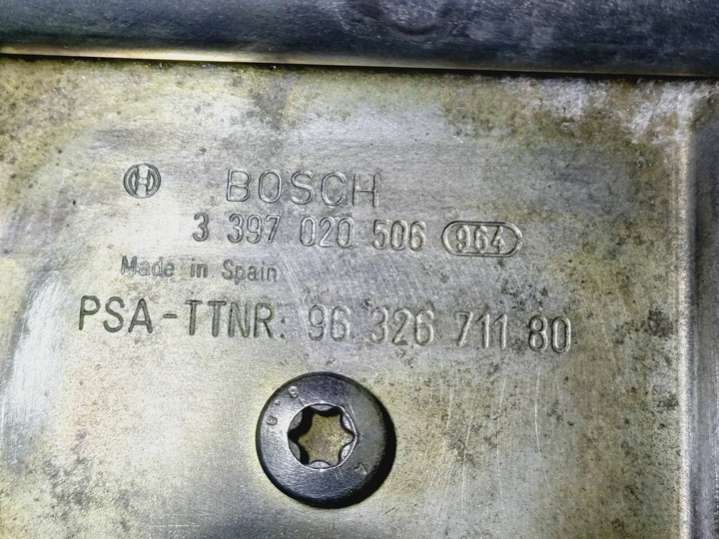 BOSCH
3 397 020 506 964
Made in Spain
PSA-TTNR: 96 326 711 80